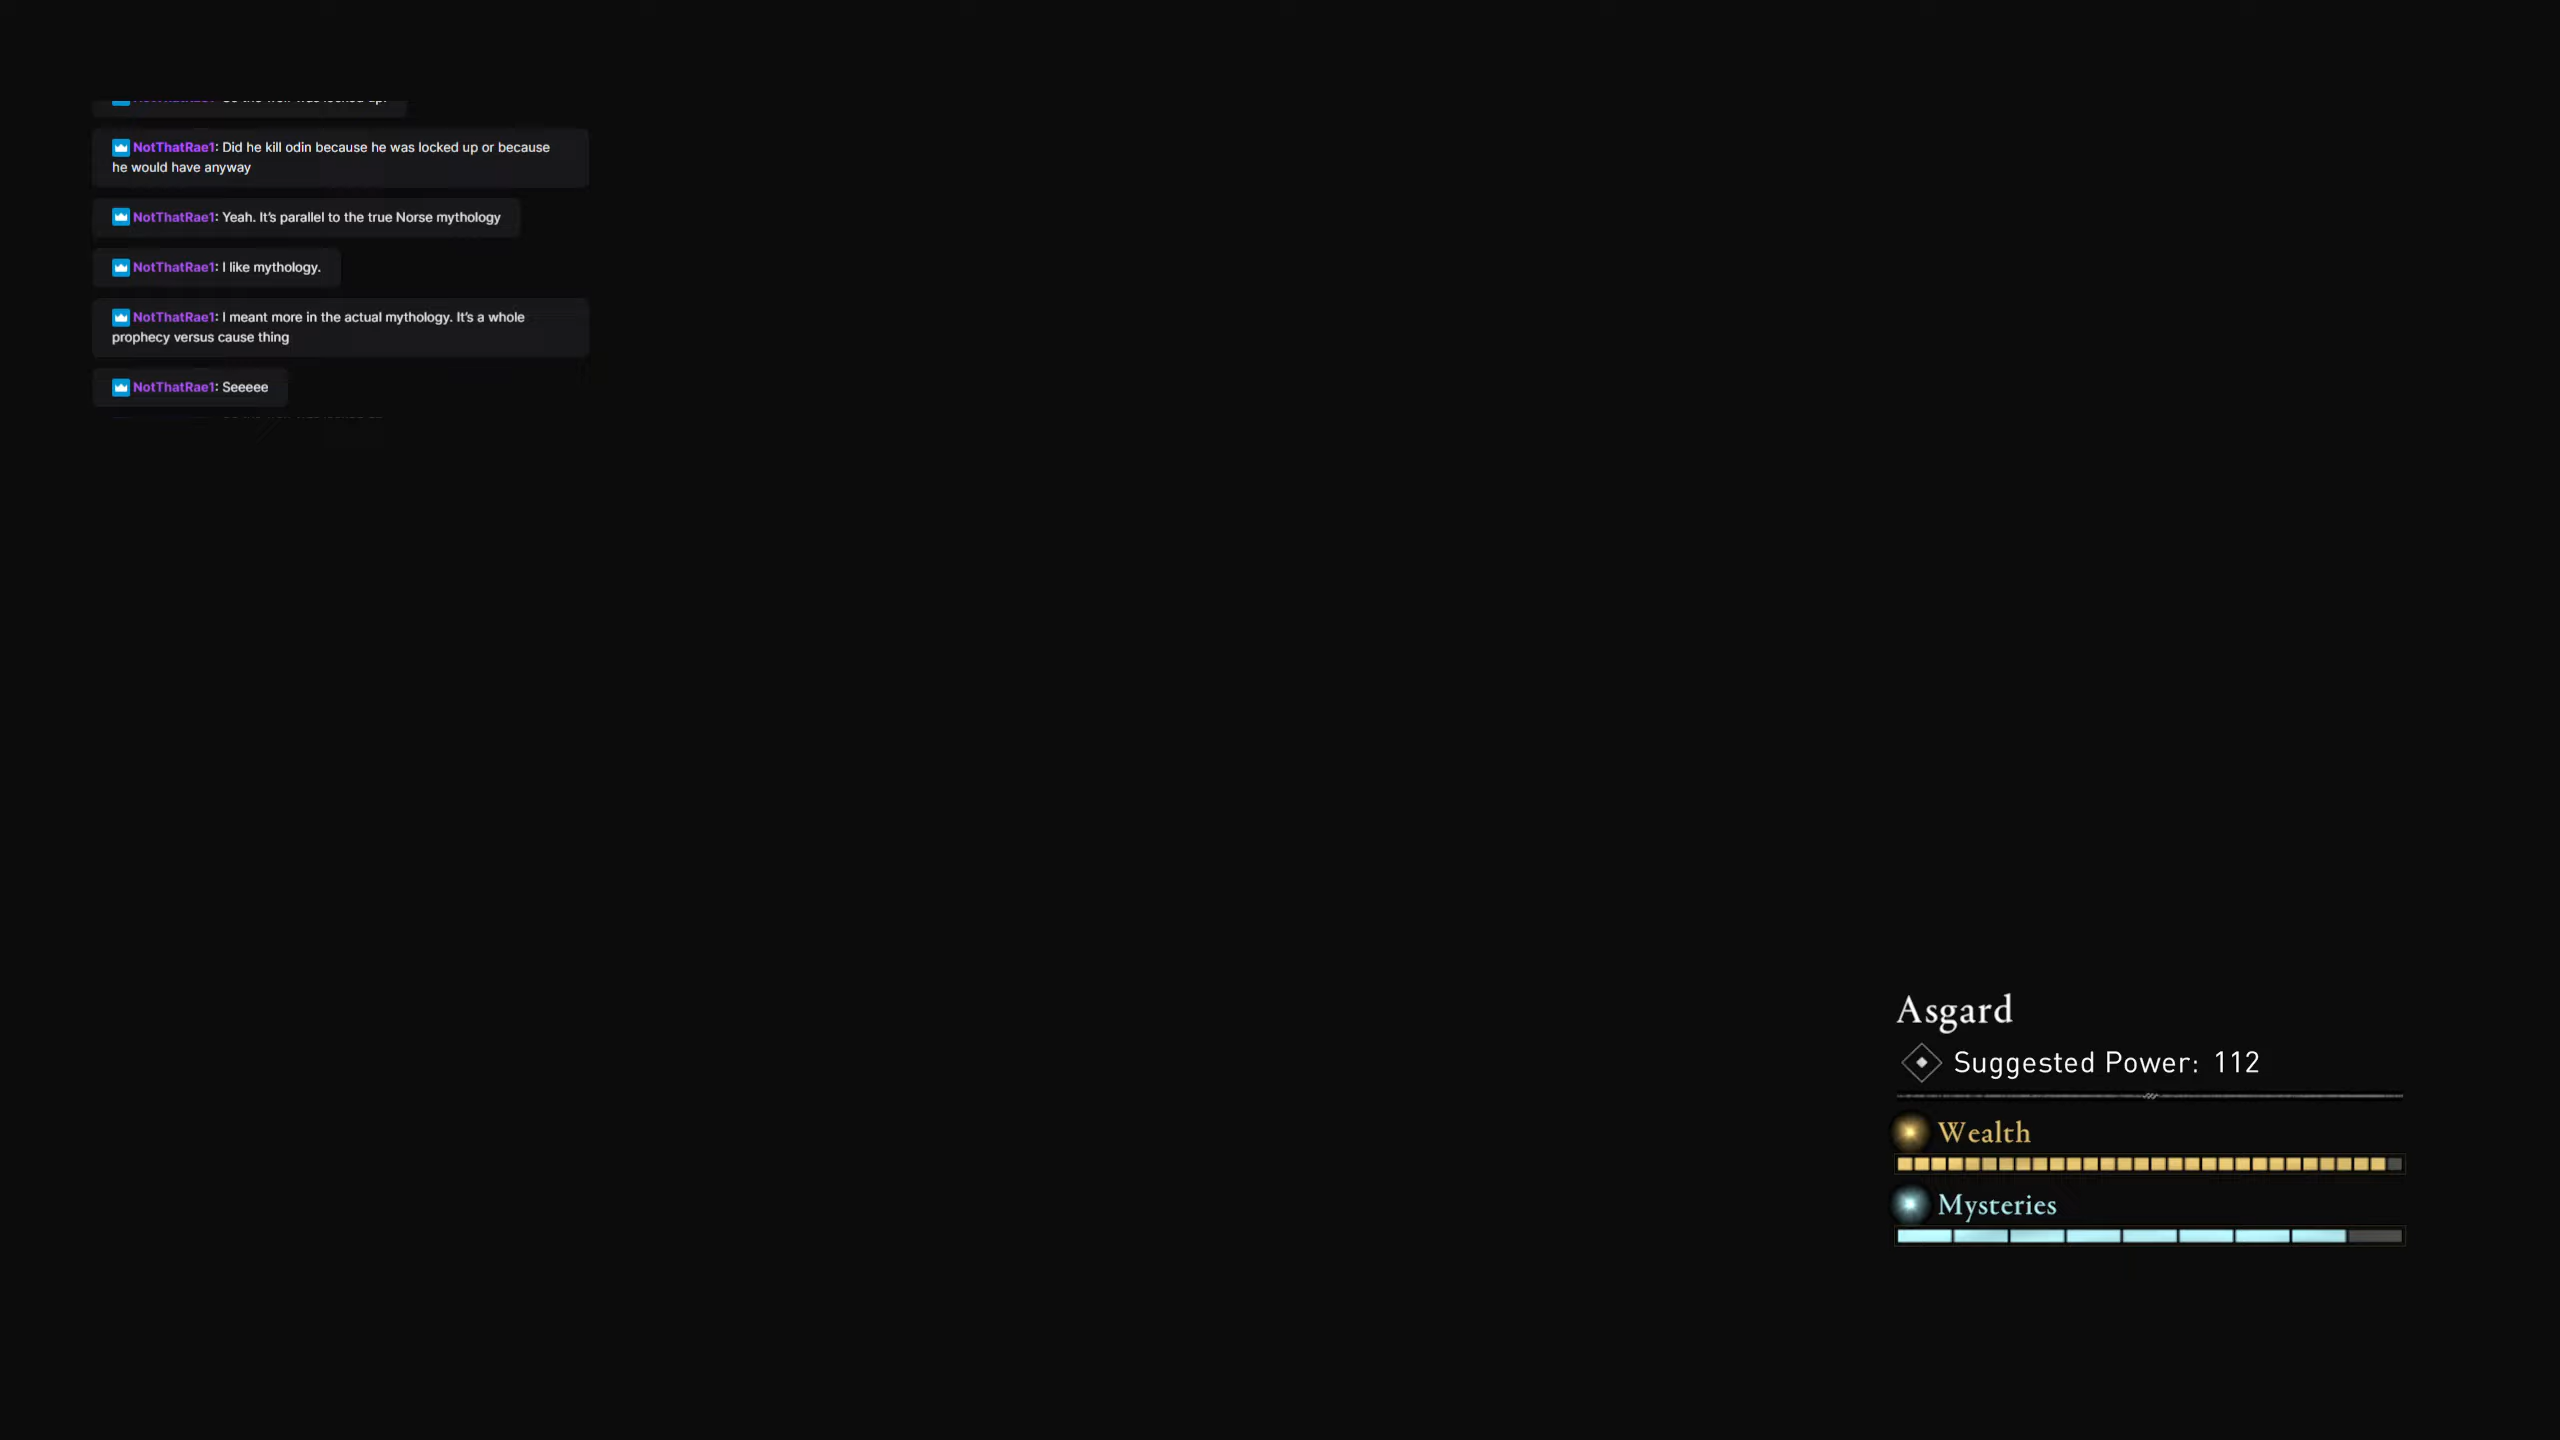 NotThatRae1: Did he kill odin because he was locked up or because
he would have anyway
NotThatRae1: Yeah. It's parallel to the true Norse mythology
NotThatRae1: I like mythology.
NotThatRae1: I meant more in the actual mythology. It's a whole
prophecy versus cause thing
NotThatRae1: Seeeee
Asgard
Suggested Power: 112
Wealth
Mysteries